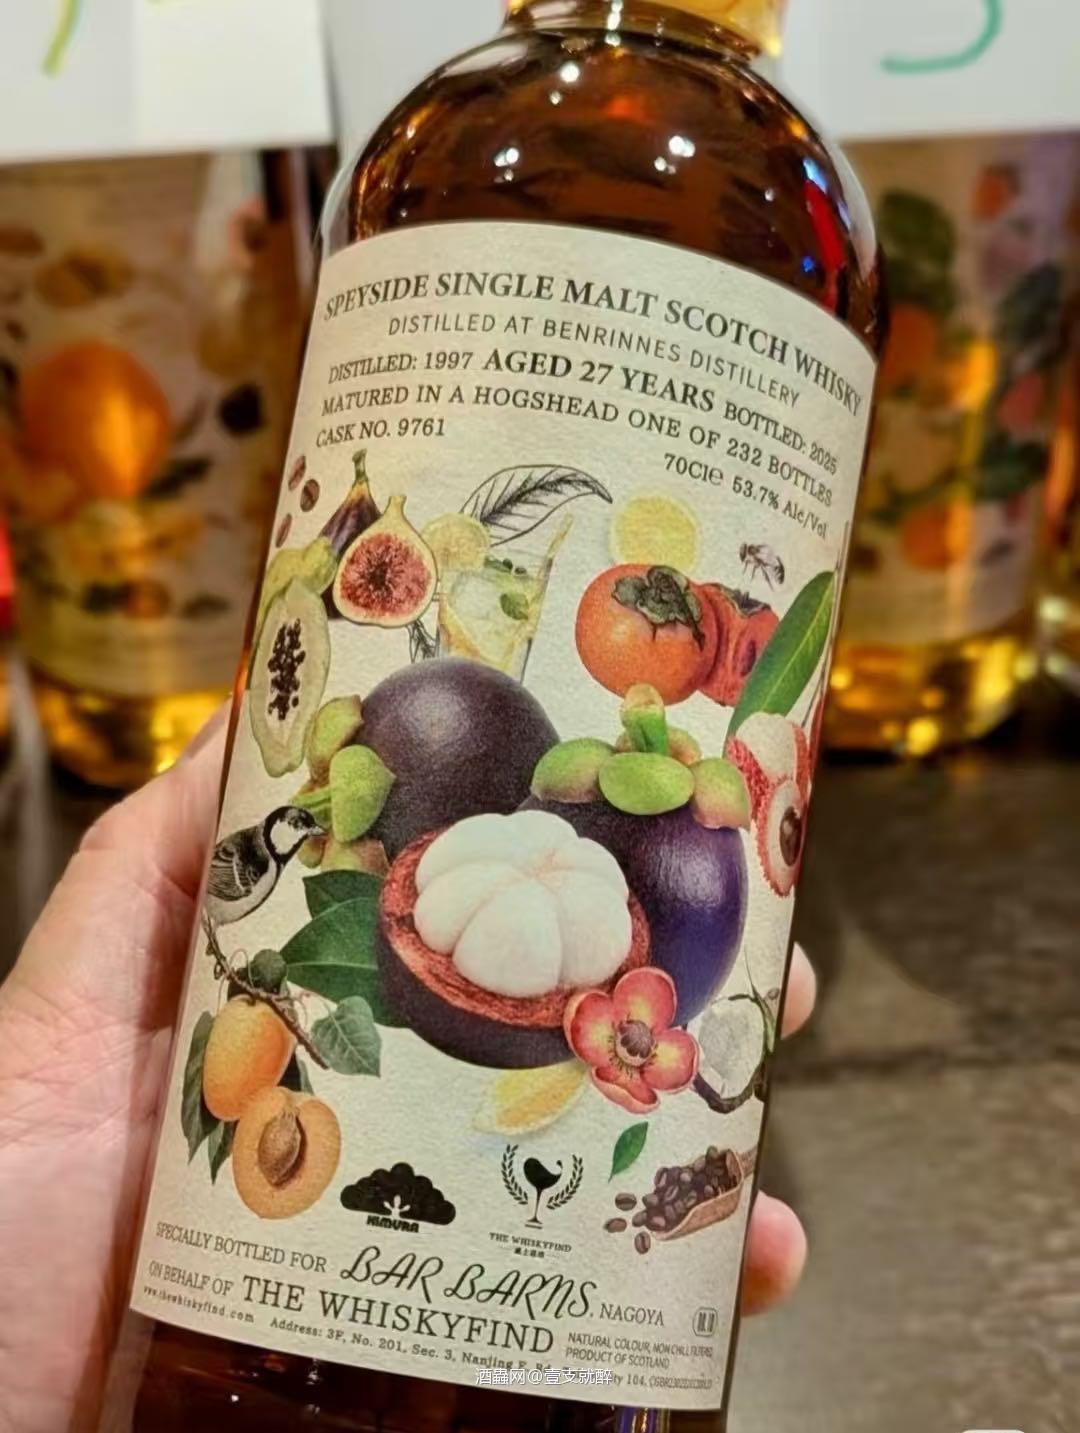 SPEYSIDE SINGLE MALT SCOTCH WHISKY
DISTILLED AT BENRINNES DISTILLERY
DISTILLED: 1997 AGED 27 YEARS BOTTLED: 2025
MATURED IN A HOGSHEAD ONE OF 232 BOTTLES
CASK NO. 9761
70Cle 53.7% Alc/Vol
KIMURA
THE WHISKYFIND
SPECIALLY BOTTLED FOR BAR BARNS, NAGOYA
ON BEHALF OF THE WHISKYFIND
www.thewhiskyfind.com Address: 3F, No. 201, Sec. 3, Nanjing E. Rd.
NATURAL COLOUR, NON CHILL FILTERED
PRODUCT OF SCOTLAND
104,
酒蟲网@壹支就醉